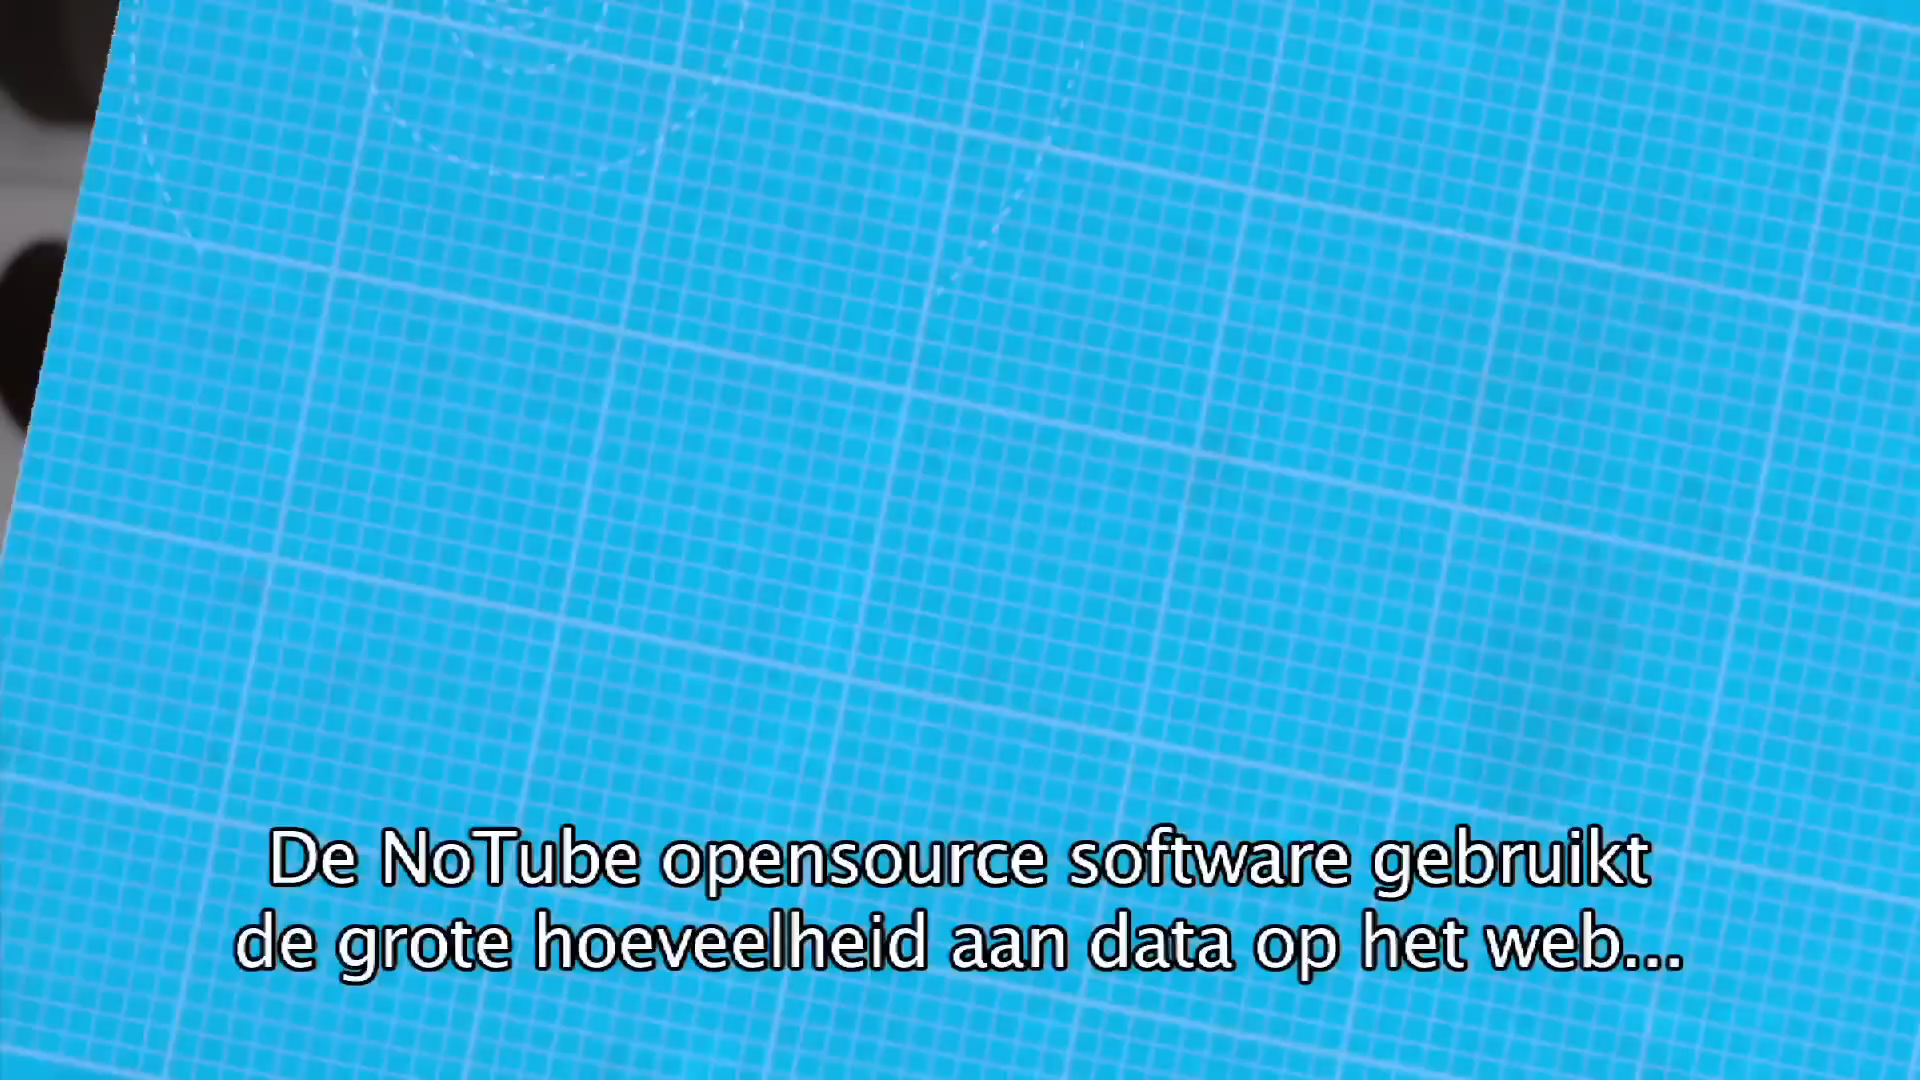 De NoTube opensource software gebruikt
de grote hoeveelheid aan data op het web...